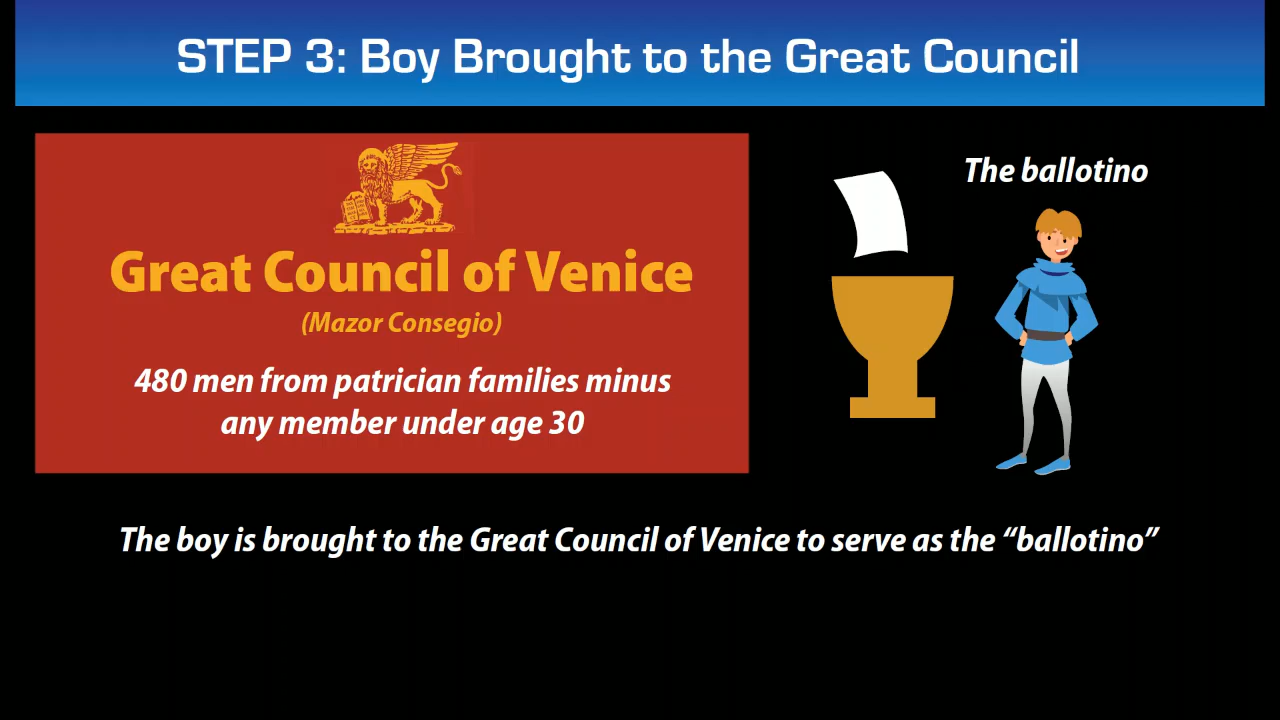 STEP 3: Boy Brought to the Great Council
Great Council of Venice
(Mazor Consegio)
480 men from patrician families minus
any member under age 30
The ballotino
The boy is brought to the Great Council of Venice to serve as the “ballotino”